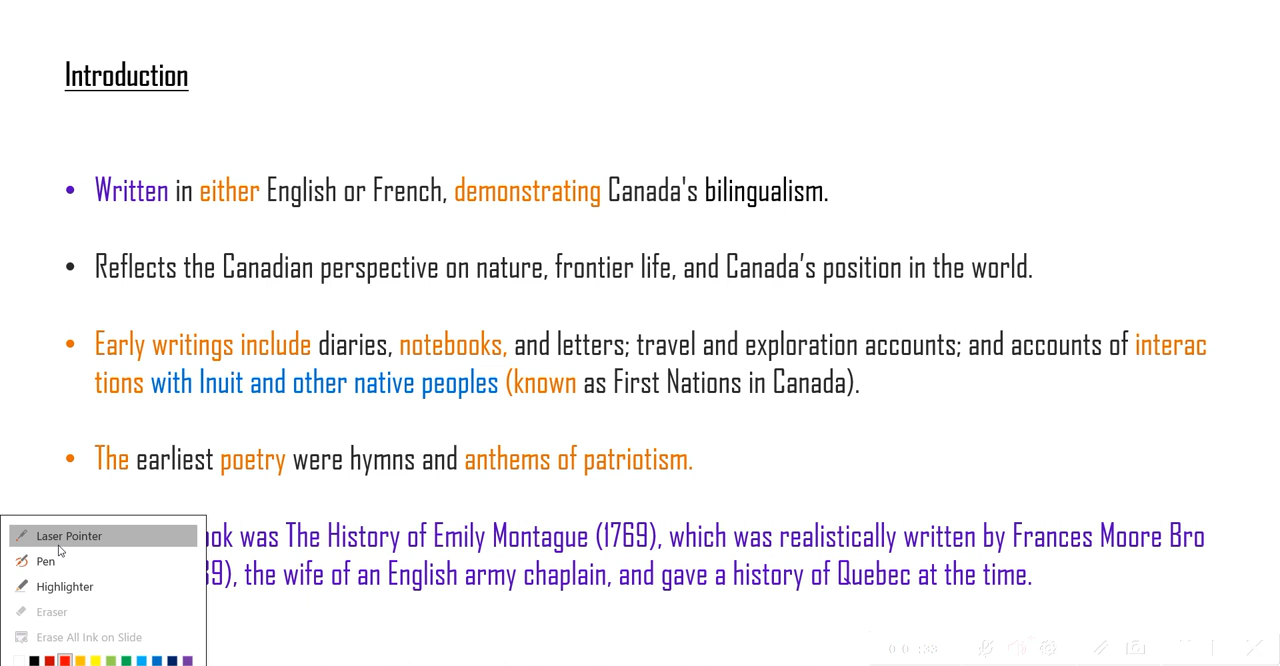 Introduction
• Written in either English or French, demonstrating Canada's bilingualism.
• Reflects the Canadian perspective on nature, frontier life, and Canada's position in the world.
• Early writings include diaries, notebooks, and letters; travel and exploration accounts; and accounts of interac
tions with Inuit and other native peoples (known as First Nations in Canada).
• The earliest poetry were hymns and anthems of patriotism.
ook was The History of Emily Montague (1769), which was realistically written by Frances Moore Bro
39), the wife of an English army chaplain, and gave a history of Quebec at the time.
Laser Pointer
Pen
Highlighter
Eraser
Erase All Ink on Slide